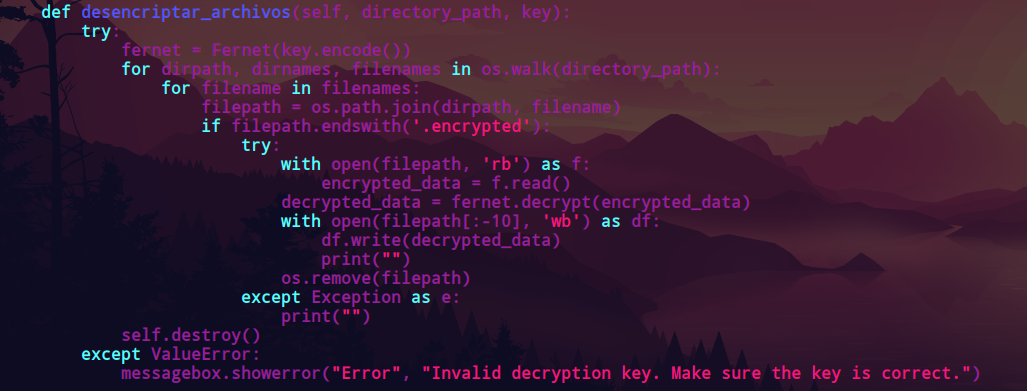 def desencriptar_archivos(self, directory_path, key):
    try:
        fernet = Fernet(key.encode())
        for dirpath, dirnames, filenames in os.walk(directory_path):
            for filename in filenames:
                filepath = os.path.join(dirpath, filename)
                if filepath.endswith('.encrypted'):
                    try:
                        with open(filepath, 'rb') as f:
                            encrypted_data = f.read()
                        decrypted_data = fernet.decrypt(encrypted_data)
                        with open(filepath[:-10], 'wb') as df:
                            df.write(decrypted_data)
                            print("")
                        os.remove(filepath)
                    except Exception as e:
                        print("")
        self.destroy()
    except ValueError:
        messagebox.showerror("Error", "Invalid decryption key. Make sure the key is correct.")